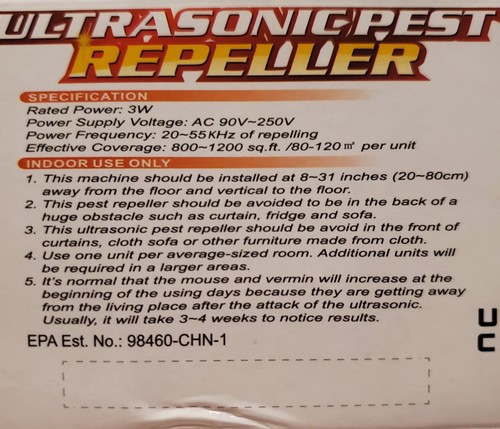 ULTRASONIC PEST
REPELLER
SPECIFICATION
Rated Power: 3W
Power Supply Voltage: AC 90V~250V
Power Frequency: 20~55KHz of repelling
Effective Coverage: 800~1200 sq.ft. /80-120㎡ per unit
INDOOR USE ONLY
1. This machine should be installed at 8~31 inches (20~80cm)
away from the floor and vertical to the floor.
2. This pest repeller should be avoided to be in the back of a
huge obstacle such as curtain, fridge and sofa.
3. This ultrasonic pest repeller should be avoid in the front of
curtains, cloth sofa or other furniture made from cloth.
4. Use one unit per average-sized room. Additional units will
be required in a larger areas.
5. It's normal that the mouse and vermin will increase at the
beginning of the using days because they are getting away
from the living place after the attack of the ultrasonic.
Usually, it will take 3~4 weeks to notice results.
EPA Est. No.: 98460-CHN-1